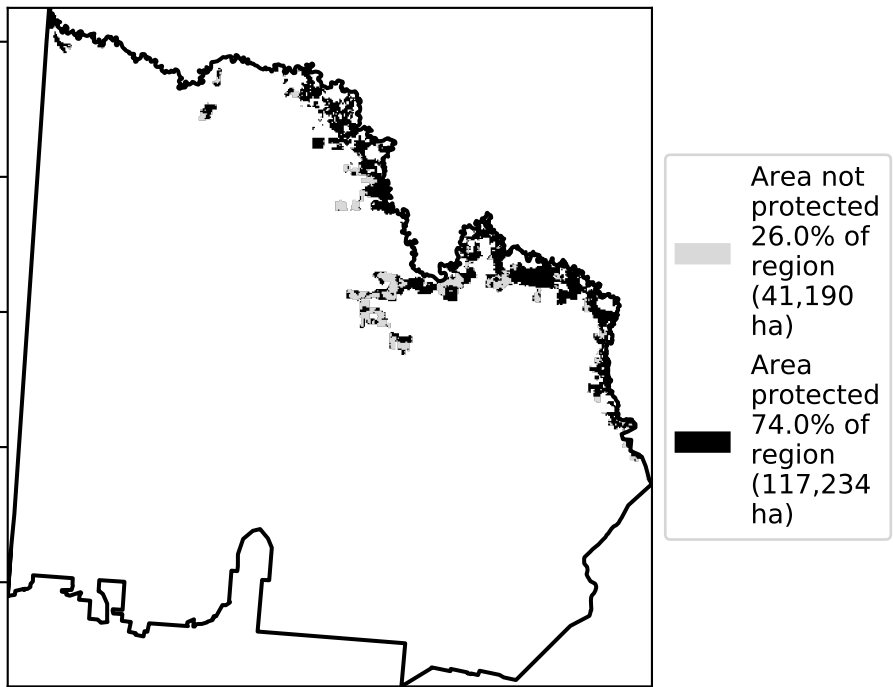 Area not
protected
26.0% of
region
(41,190
ha)
Area
protected
74.0% of
region
(117,234
ha)